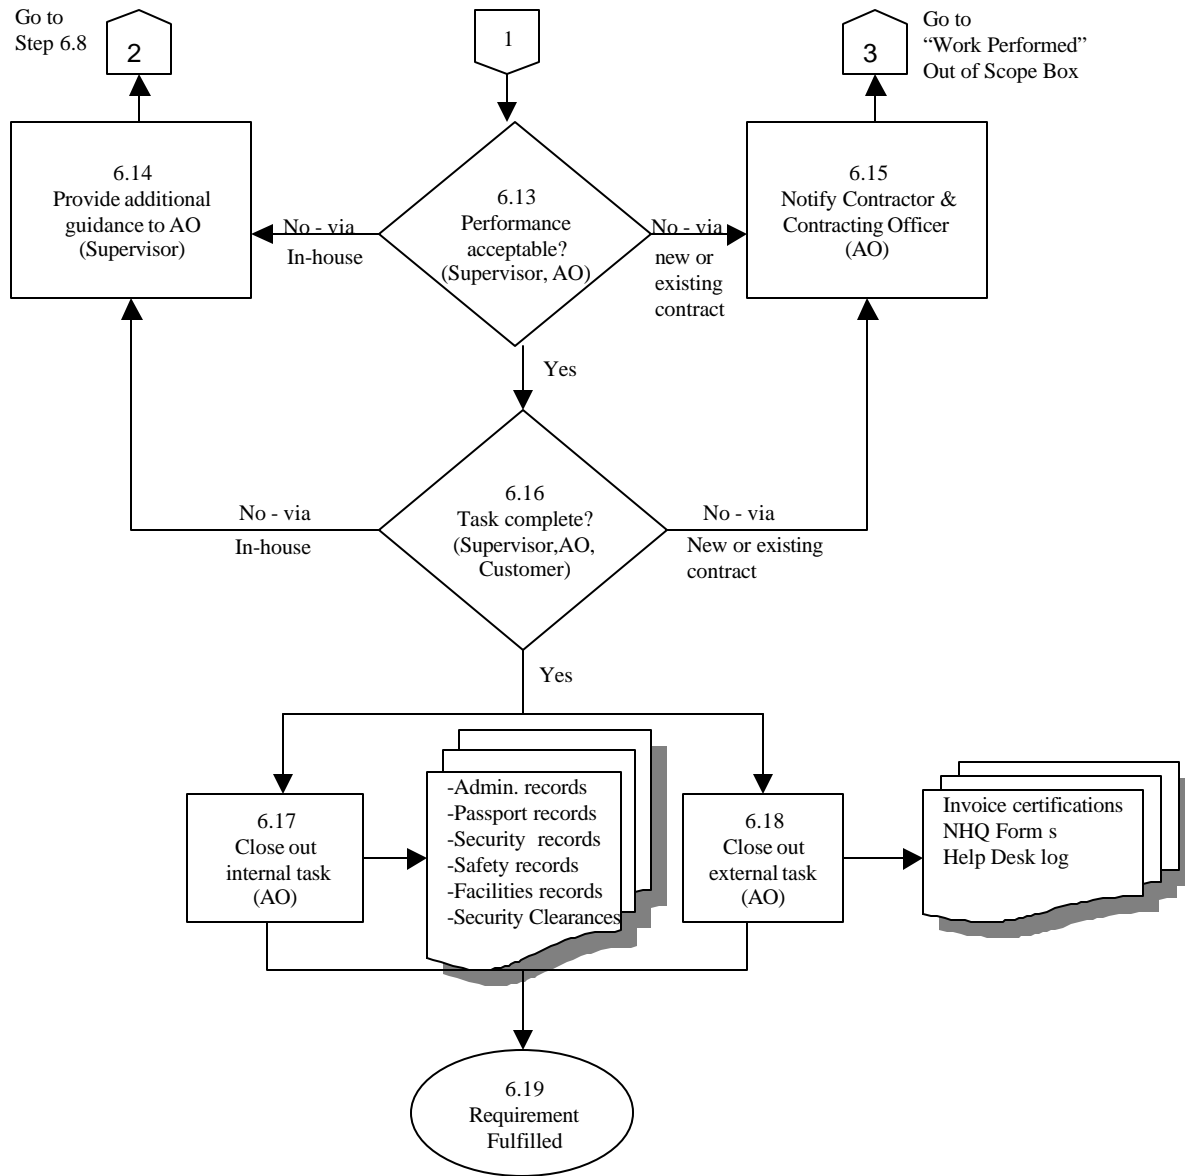 Go to
Step 6.8
2
1
3
Go to
“Work Performed”
Out of Scope Box
6.14
Provide additional
guidance to AO
(Supervisor)
No - via
In-house
6.13
Performance
acceptable?
(Supervisor, AO)
No - via
new or
existing
contract
6.15
Notify Contractor &
Contracting Officer
(AO)
Yes
No - via
In-house
6.16
Task complete?
(Supervisor,AO,
Customer)
No - via
New or existing
contract
Yes
6.17
Close out
internal task
(AO)
-Admin. records
-Passport records
-Security records
-Safety records
-Facilities records
-Security Clearances
6.18
Close out
external task
(AO)
Invoice certifications
NHQ Form s
Help Desk log
6.19
Requirement
Fulfilled